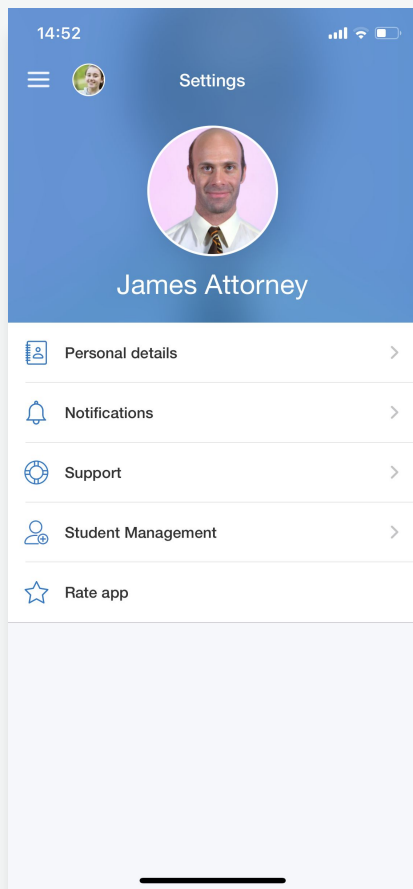 14:52
Settings
James Attorney
Personal details
Notifications
Support
Student Management
Rate app